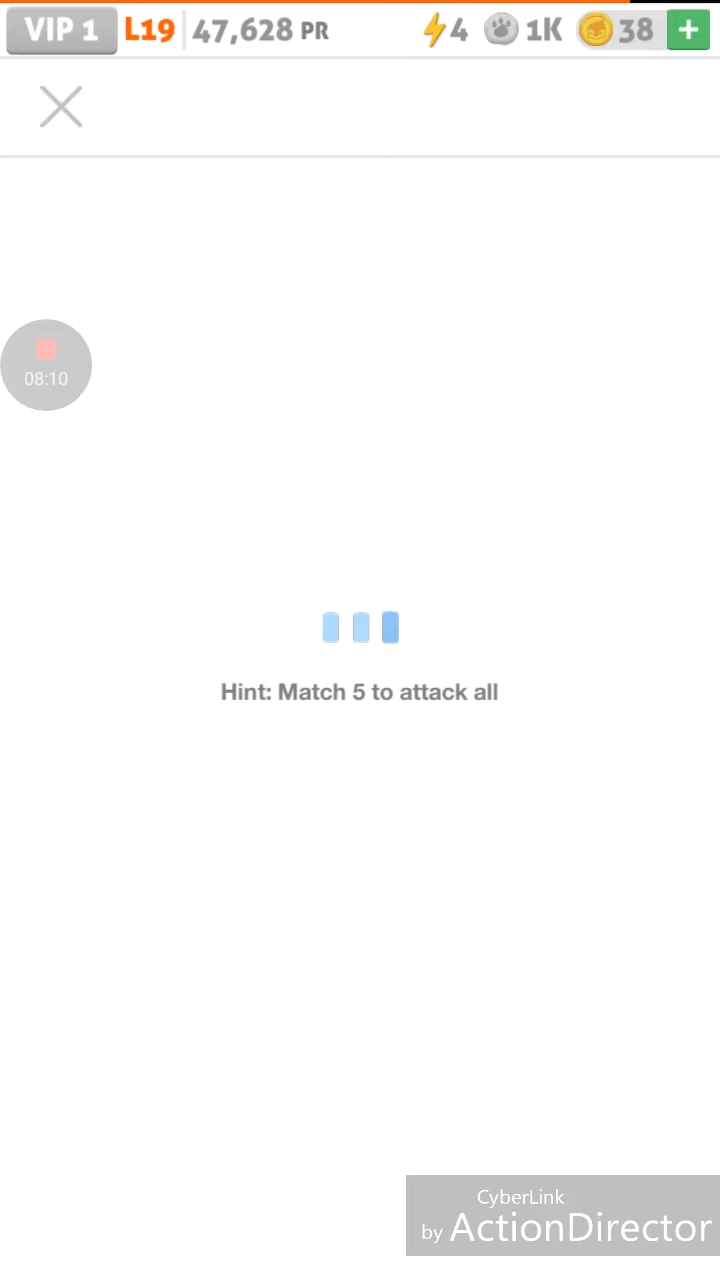 VIP 1 L19 47,628 PR 4 1K 38 +
08:10
Hint: Match 5 to attack all
CyberLink
by ActionDirector